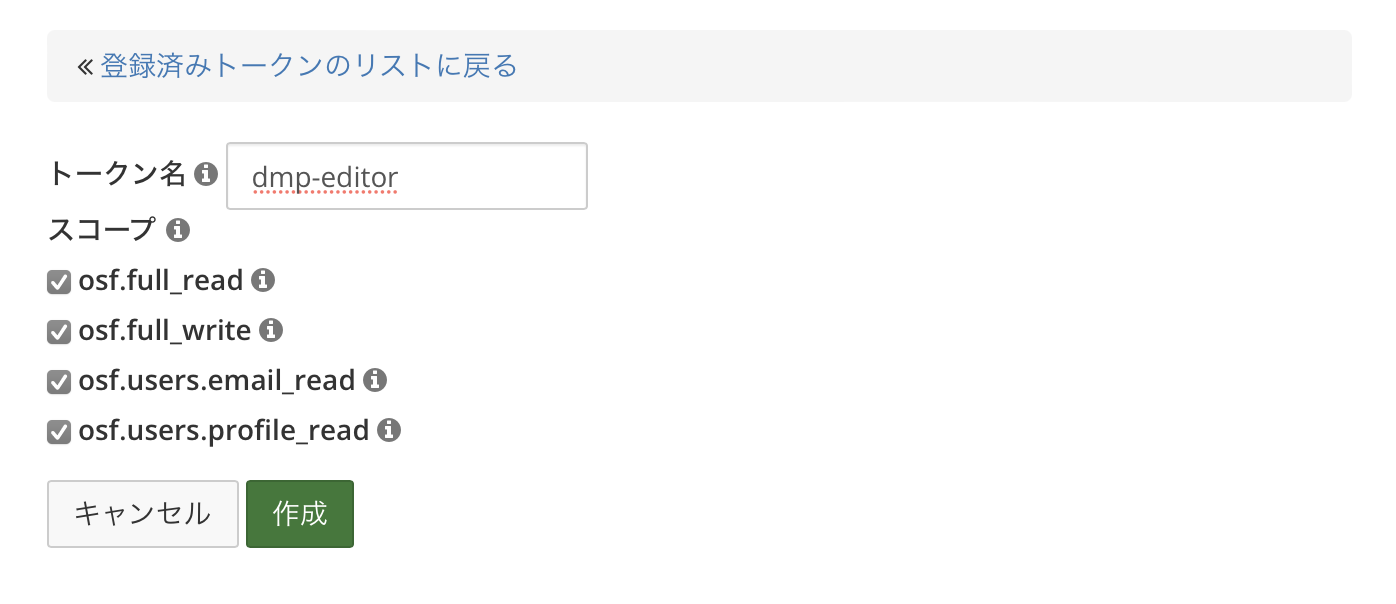 « 登録済みトークンのリストに戻る
トークン名 dmp-editor
スコープ
osf.full_read
osf.full_write
osf.users.email_read
osf.users.profile_read
キャンセル 作成